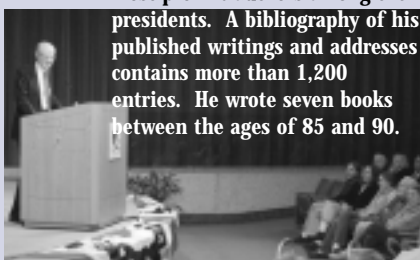 presidents. A bibliography of his
published writings and addresses
contains more than 1,200
entries. He wrote seven books
between the ages of 85 and 90.